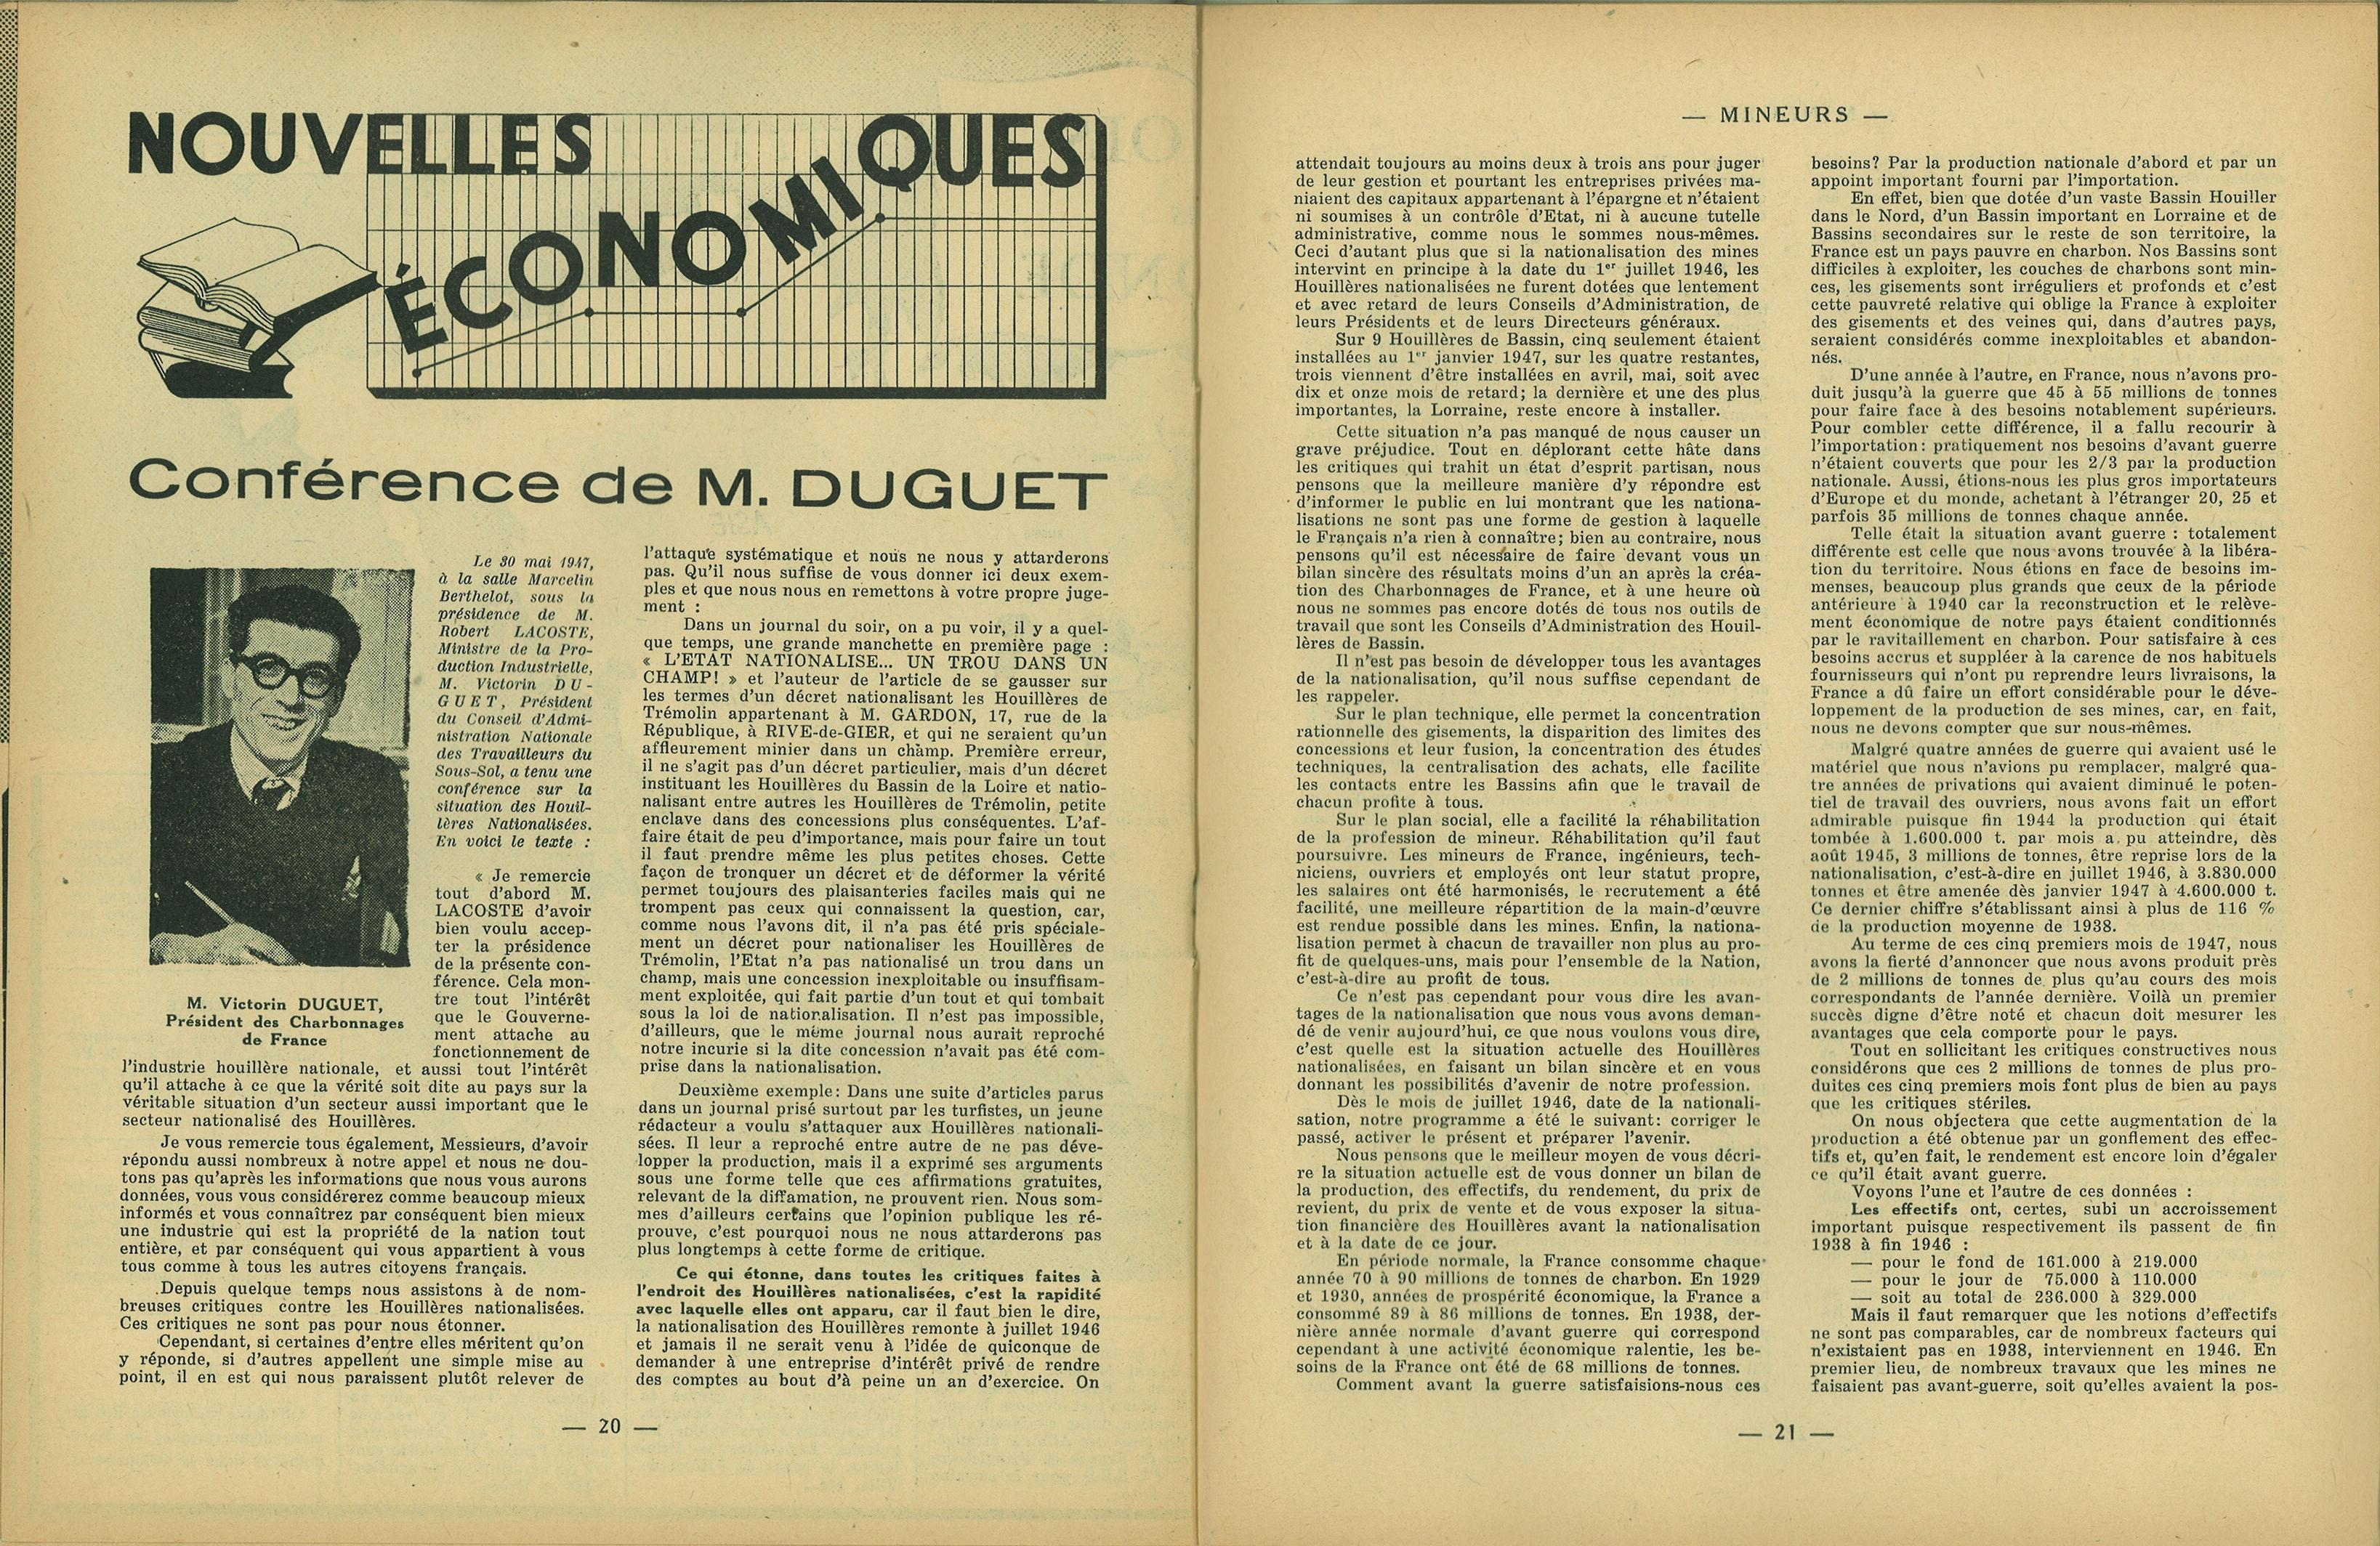 NOUVELLES
ÉCONOMIQUES
Conférence de M. DUGUET
Le 30 mai 1947,
à la salle Marcelin
Berthelot, sous la
présidence de M.
Robert LACOSTE,
Ministre de la Pro-
duction Industrielle,
M. Victorin DU-
GUET, Président
du Conseil d'Admi-
nistration Nationale
des Travailleurs du
Sous-Sol, a tenu une
conférence sur la
situation des Houil-
lères Nationalisées.
En voici le texte :
« Je remercie
tout d'abord M.
LACOSTE d'avoir
bien voulu accep-
ter la présidence
de la présente con-
férence. Cela mon-
tre tout l'intérêt
que le Gouverne-
ment attache au
fonctionnement de
M. Victorin DUGUET,
Président des Charbonnages
de France
l'industrie houillère nationale, et aussi tout l'intérêt
qu'il attache à ce que la vérité soit dite au pays sur la
véritable situation d'un secteur aussi important que le
secteur nationalisé des Houillères.
Je vous remercie tous également, Messieurs, d'avoir
répondu aussi nombreux à notre appel et nous ne dou-
tons pas qu'après les informations que nous vous aurons
données, vous vous considérerez comme beaucoup mieux
informés et vous connaîtrez par conséquent bien mieux
une industrie qui est la propriété de la nation tout
entière, et par conséquent qui vous appartient à vous
tous comme à tous les autres citoyens français.
Depuis quelque temps nous assistons à de nom-
breuses critiques contre les Houillères nationalisées.
Ces critiques ne sont pas pour nous étonner.
Cependant, si certaines d'entre elles méritent qu'on
y réponde, si d'autres appellent une simple mise au
point, il en est qui nous paraissent plutôt relever de
l'attaque systématique et nous ne nous y attarderons
pas. Qu'il nous suffise de vous donner ici deux exem-
ples et que nous nous en remettons à votre propre juge-
ment :
Dans un journal du soir, on a pu voir, il y a quel-
que temps, une grande manchette en première page :
« L'ETAT NATIONALISE... UN TROU DANS UN
CHAMP! » et l'auteur de l'article de se gausser sur
les termes d'un décret nationalisant les Houillères de
Trémolin appartenant à M. GARDON, 17, rue de la
République, à RIVE-de-GIER, et qui ne seraient qu'un
affleurement minier dans un champ. Première erreur,
il ne s'agit pas d'un décret particulier, mais d'un décret
instituant les Houillères du Bassin de la Loire et natio-
nalisant entre autres les Houillères de Trémolin, petite
enclave dans des concessions plus conséquentes. L'af-
faire était de peu d'importance, mais pour faire un tout
il faut prendre même les plus petites choses. Cette
façon de tronquer un décret et de déformer la vérité
permet toujours des plaisanteries faciles mais qui ne
trompent pas ceux qui connaissent la question, car,
comme nous l'avons dit, il n'a pas été pris spéciale-
ment un décret pour nationaliser les Houillères de
Trémolin, l'Etat n'a pas nationalisé un trou dans un
champ, mais une concession inexploitable ou insuffisam-
ment exploitée, qui fait partie d'un tout et qui tombait
sous la loi de nationalisation. Il n'est pas impossible,
d'ailleurs, que le même journal nous aurait reproché
notre incurie si la dite concession n'avait pas été com-
prise dans la nationalisation.
Deuxième exemple: Dans une suite d'articles parus
dans un journal prisé surtout par les turfistes, un jeune
rédacteur a voulu s'attaquer aux Houillères nationali-
sées. Il leur a reproché entre autre de ne pas déve-
lopper la production, mais il a exprimé ses arguments
sous une forme telle que ces affirmations gratuites,
relevant de la diffamation, ne prouvent rien. Nous som-
mes d'ailleurs certains que l'opinion publique les ré-
prouve, c'est pourquoi nous ne nous attarderons pas
plus longtemps à cette forme de critique.
Ce qui étonne, dans toutes les critiques faites à
l'endroit des Houillères nationalisées, c'est la rapidité
avec laquelle elles ont apparu, car il faut bien le dire,
la nationalisation des Houillères remonte à juillet 1946
et jamais il ne serait venu à l'idée de quiconque de
demander à une entreprise d'intérêt privé de rendre
des comptes au bout d'à peine un an d'exercice. On
— 20 —
— MINEURS —
attendait toujours au moins deux à trois ans pour juger
de leur gestion et pourtant les entreprises privées ma-
niaient des capitaux appartenant à l'épargne et n'étaient
ni soumises à un contrôle d'Etat, ni à aucune tutelle
administrative, comme nous le sommes nous-mêmes.
Ceci d'autant plus que si la nationalisation des mines
intervint en principe à la date du 1er juillet 1946, les
Houillères nationalisées ne furent dotées que lentement
et avec retard de leurs Conseils d'Administration, de
leurs Présidents et de leurs Directeurs généraux.
Sur 9 Houillères de Bassin, cinq seulement étaient
installées au 1er janvier 1947, sur les quatre restantes,
trois viennent d'être installées en avril, mai, soit avec
dix et onze mois de retard; la dernière et une des plus
importantes, la Lorraine, reste encore à installer.
Cette situation n'a pas manqué de nous causer un
grave préjudice. Tout en déplorant cette hâte dans
les critiques qui trahit un état d'esprit partisan, nous
pensons que la meilleure manière d'y répondre est
d'informer le public en lui montrant que les nationa-
lisations ne sont pas une forme de gestion à laquelle
le Français n'a rien à connaître; bien au contraire, nous
pensons qu'il est nécessaire de faire devant vous un
bilan sincère des résultats moins d'un an après la créa-
tion des Charbonnages de France, et à une heure où
nous ne sommes pas encore dotés de tous nos outils de
travail que sont les Conseils d'Administration des Houil-
lères de Bassin.
Il n'est pas besoin de développer tous les avantages
de la nationalisation, qu'il nous suffise cependant de
les rappeler.
Sur le plan technique, elle permet la concentration
rationnelle des gisements, la disparition des limites des
concessions et leur fusion, la concentration des études
techniques, la centralisation des achats, elle facilite
les contacts entre les Bassins afin que le travail de
chacun profite à tous.
Sur le plan social, elle a facilité la réhabilitation
de la profession de mineur. Réhabilitation qu'il faut
poursuivre. Les mineurs de France, ingénieurs, tech-
niciens, ouvriers et employés ont leur statut propre,
les salaires ont été harmonisés, le recrutement a été
facilité, une meilleure répartition de la main-d'œuvre
est rendue possible dans les mines. Enfin, la nationa-
lisation permet à chacun de travailler non plus au pro-
fit de quelques-uns, mais pour l'ensemble de la Nation,
c'est-à-dire au profit de tous.
Ce n'est pas cependant pour vous dire les avan-
tages de la nationalisation que nous vous avons deman-
dé de venir aujourd'hui, ce que nous voulons vous dire,
c'est quelle est la situation actuelle des Houillères
nationalisées, en faisant un bilan sincère et en vous
donnant les possibilités d'avenir de notre profession.
Dès le mois de juillet 1946, date de la nationali-
sation, notre programme a été le suivant: corriger le
passé, activer le présent et préparer l'avenir.
Nous pensons que le meilleur moyen de vous décri-
re la situation actuelle est de vous donner un bilan de
la production, des effectifs, du rendement, du prix de
revient, du prix de vente et de vous exposer la situa-
tion financière des Houillères avant la nationalisation
et à la date de ce jour.
En période normale, la France consomme chaque
année 70 à 90 millions de tonnes de charbon. En 1929
et 1930, années de prospérité économique, la France a
consommé 89 à 86 millions de tonnes. En 1938, der-
nière année normale d'avant guerre qui correspond
cependant à une activité économique ralentie, les be-
soins de la France ont été de 68 millions de tonnes.
Comment avant la guerre satisfaisions-nous ces
besoins? Par la production nationale d'abord et par un
appoint important fourni par l'importation.
En effet, bien que dotée d'un vaste Bassin Houiller
dans le Nord, d'un Bassin important en Lorraine et de
Bassins secondaires sur le reste de son territoire, la
France est un pays pauvre en charbon. Nos Bassins sont
difficiles à exploiter, les couches de charbons sont min-
ces, les gisements sont irréguliers et profonds et c'est
cette pauvreté relative qui oblige la France à exploiter
des gisements et des veines qui, dans d'autres pays,
seraient considérés comme inexploitables et abandon-
nés.
D'une année à l'autre, en France, nous n'avons pro-
duit jusqu'à la guerre que 45 à 55 millions de tonnes
pour faire face à des besoins notablement supérieurs.
Pour combler cette différence, il a fallu recourir à
l'importation: pratiquement nos besoins d'avant guerre
n'étaient couverts que pour les 2/3 par la production
nationale. Aussi, étions-nous les plus gros importateurs
d'Europe et du monde, achetant à l'étranger 20, 25 et
parfois 35 millions de tonnes chaque année.
Telle était la situation avant guerre : totalement
différente est celle que nous avons trouvée à la libéra-
tion du territoire. Nous étions en face de besoins im-
menses, beaucoup plus grands que ceux de la période
antérieure à 1940 car la reconstruction et le relève-
ment économique de notre pays étaient conditionnés
par le ravitaillement en charbon. Pour satisfaire à ces
besoins accrus et suppléer à la carence de nos habituels
fournisseurs qui n'ont pu reprendre leurs livraisons, la
France a dû faire un effort considérable pour le déve-
loppement de la production de ses mines, car, en fait,
nous ne devons compter que sur nous-mêmes.
Malgré quatre années de guerre qui avaient usé le
matériel que nous n'avions pu remplacer, malgré qua-
tre années de privations qui avaient diminué le poten-
tiel de travail des ouvriers, nous avons fait un effort
admirable puisque fin 1944 la production qui était
tombée à 1.600.000 t. par mois a pu atteindre, dès
août 1945, 3 millions de tonnes, être reprise lors de la
nationalisation, c'est-à-dire en juillet 1946, à 3.830.000
tonnes et être amenée dès janvier 1947 à 4.600.000 t.
Ce dernier chiffre s'établissant ainsi à plus de 116 %
de la production moyenne de 1938.
Au terme de ces cinq premiers mois de 1947, nous
avons la fierté d'annoncer que nous avons produit près
de 2 millions de tonnes de plus qu'au cours des mois
correspondants de l'année dernière. Voilà un premier
succès digne d'être noté et chacun doit mesurer les
avantages que cela comporte pour le pays.
Tout en sollicitant les critiques constructives nous
considérons que ces 2 millions de tonnes de plus pro-
duites ces cinq premiers mois font plus de bien au pays
que les critiques stériles.
On nous objectera que cette augmentation de la
production a été obtenue par un gonflement des effec-
tifs et, qu'en fait, le rendement est encore loin d'égaler
ce qu'il était avant guerre.
Voyons l'une et l'autre de ces données :
Les effectifs ont, certes, subi un accroissement
important puisque respectivement ils passent de fin
1938 à fin 1946 :
— pour le fond de 161.000 à 219.000
— pour le jour de 75.000 à 110.000
— soit au total de 236.000 à 329.000
Mais il faut remarquer que les notions d'effectifs
ne sont pas comparables, car de nombreux facteurs qui
n'existaient pas en 1938, interviennent en 1946. En
premier lieu, de nombreux travaux que les mines ne
faisaient pas avant-guerre, soit qu'elles avaient la pos-
— 21 —